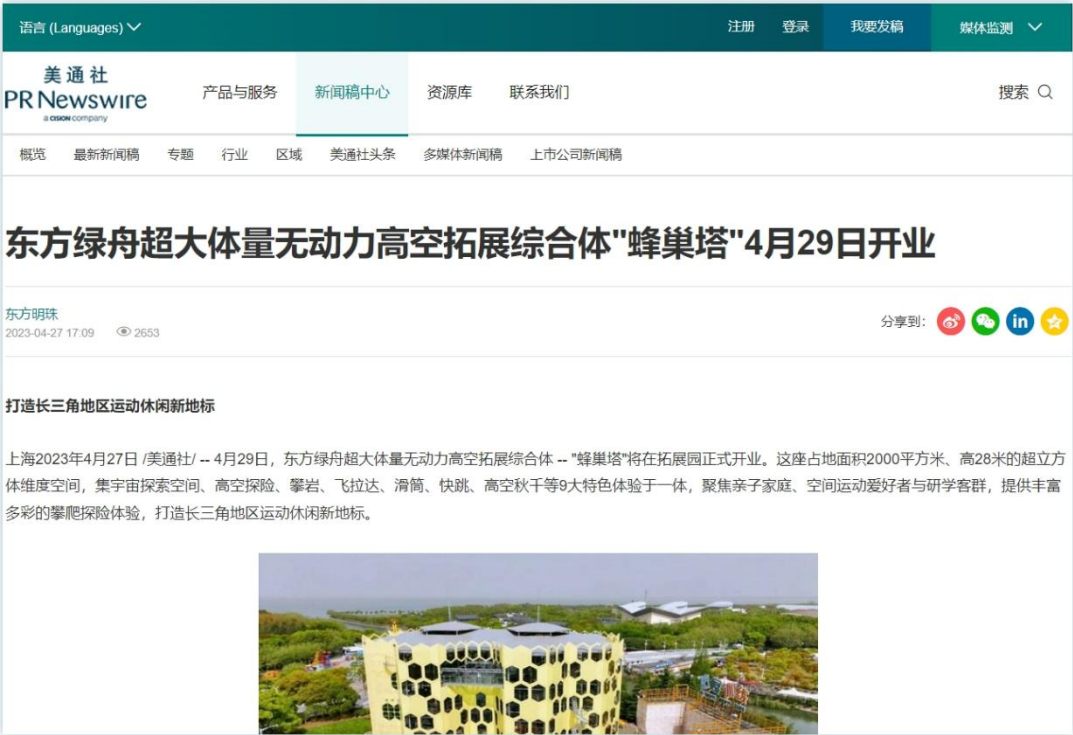 语言 (Languages)
注册 登录 我要发稿 媒体监测
美通社
PR Newswire
a CISION company
产品与服务 新闻稿中心 资源库 联系我们 搜索
概览 最新新闻稿 专题 行业 区域 美通社头条 多媒体新闻稿 上市公司新闻稿
东方绿舟超大体量无动力高空拓展综合体"蜂巢塔"4月29日开业
东方明珠
2023-04-27 17:09 2653
分享到:
打造长三角地区运动休闲新地标
上海2023年4月27日 /美通社/ -- 4月29日，东方绿舟超大体量无动力高空拓展综合体 -- "蜂巢塔"将在拓展园正式开业。这座占地面积2000平方米、高28米的超立方
体维度空间，集宇宙探索空间、高空探险、攀岩、飞拉达、滑筒、快跳、高空秋千等9大特色体验于一体，聚焦亲子家庭、空间运动爱好者与研学客群，提供丰富
多彩的攀爬探险体验，打造长三角地区运动休闲新地标。